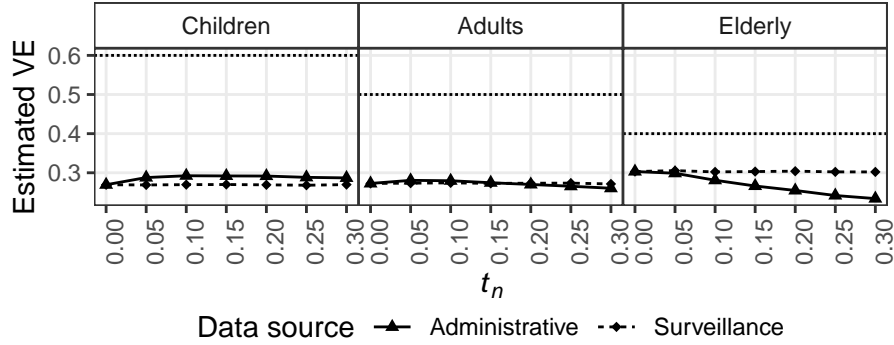 Children Adults Elderly
Estimated VE
0.6
0.5
0.4
0.3
0.00 0.05 0.10 0.15 0.20 0.25 0.30 0.00 0.05 0.10 0.15 0.20 0.25 0.30 0.00 0.05 0.10 0.15 0.20 0.25 0.30
tn
Data source Administrative Surveillance